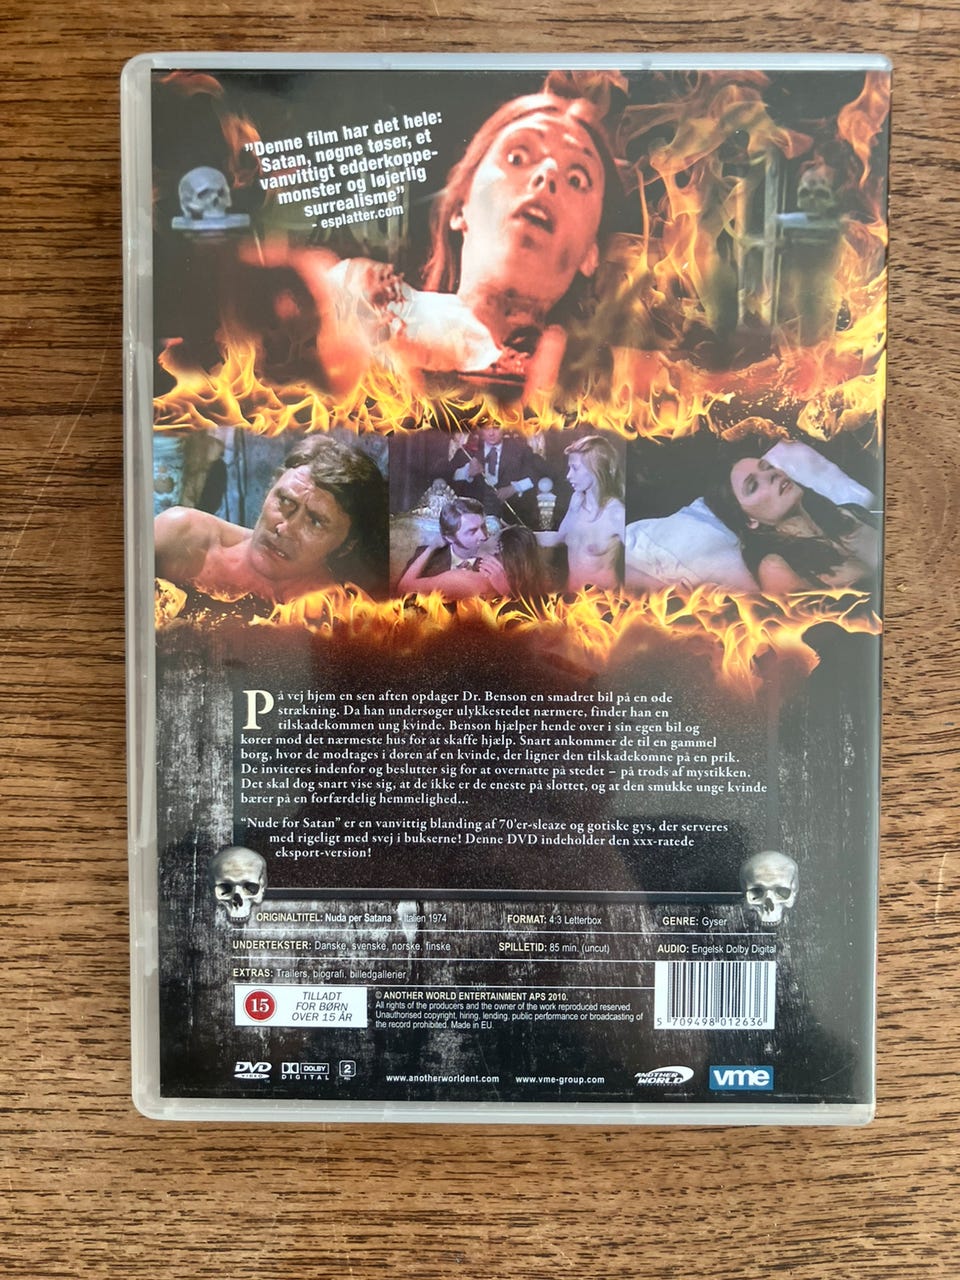 "Denne film har det hele:
Satan, nøgne tøser, et
vanvittigt edderkoppe-
monster og løjerlig
surrealisme"
- esplatter.com
På vej hjem en sen aften opdager Dr. Benson en smadret bil på en øde
strækning. Da han undersøger ulykkestedet nærmere, finder han en
tilskadekommen ung kvinde. Benson hjælper hende over i sin egen bil og
kører mod det nærmeste hus for at skaffe hjælp. Snart ankommer de til en gammel
borg, hvor de modtages i døren af en kvinde, der ligner den tilskadekomne på en prik.
De inviteres indenfor og beslutter sig for at overnatte på stedet – på trods af mystikken.
Det skal dog snart vise sig, at de ikke er de eneste på slottet, og at den smukke unge kvinde
bærer på en forfærdelig hemmelighed...
"Nude for Satan" er en vanvittig blanding af 70'er-sleaze og gotiske gys, der serveres
med rigeligt med svej i bukserne! Denne DVD indeholder den xxx-ratede
eksport-version!
ORIGINALTITEL: Nuda per Satana - Italien 1974 FORMAT: 4:3 Letterbox GENRE: Gyser
UNDERTEKSTER: Danske, svenske, norske, finske SPILLETID: 85 min. (uncut) AUDIO: Engelsk Dolby Digital
EXTRAS: Trailers, biografi, billedgallerier
15
TILLADT
FOR BØRN
OVER 15 ÅR
© ANOTHER WORLD ENTERTAINMENT APS 2010.
All rights of the producers and the owner of the work reproduced reserved.
Unauthorised copyright, hiring, lending, public performance or broadcasting of
the record prohibited. Made in EU.
5 709498 012636
DVD
VIDEO
DOLBY
DIGITAL
2
www.anotherworldent.com
www.vme-group.com
ANOTHER
WORLD
vme